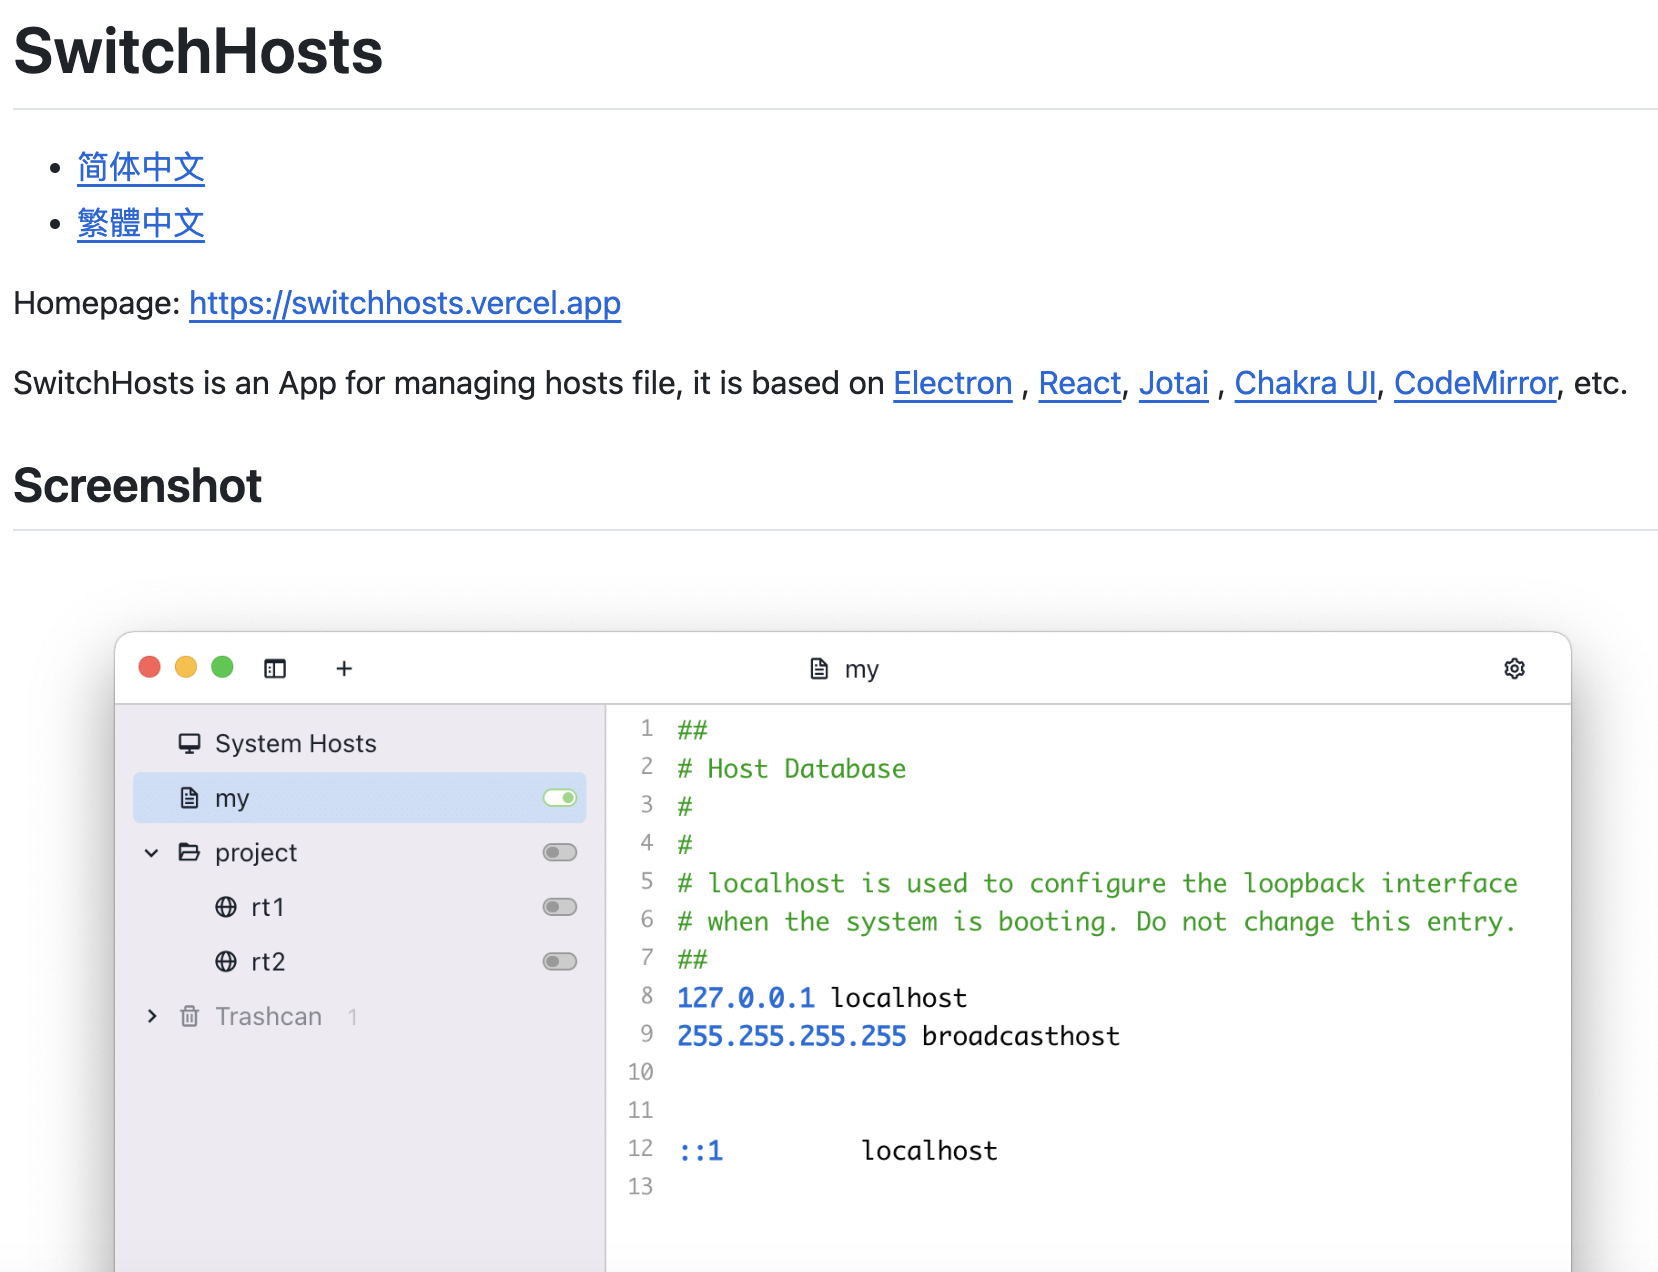 SwitchHosts
简体中文
繁體中文
Homepage: https://switchhosts.vercel.app
SwitchHosts is an App for managing hosts file, it is based on Electron , React, Jotai , Chakra UI, CodeMirror, etc.
Screenshot
my
System Hosts
my
project
rt1
rt2
Trashcan 1
1 ##
2 # Host Database
3 #
4 #
5 # localhost is used to configure the loopback interface
6 # when the system is booting. Do not change this entry.
7 ##
8 127.0.0.1 localhost
9 255.255.255.255 broadcasthost
10
11
12 ::1         localhost
13